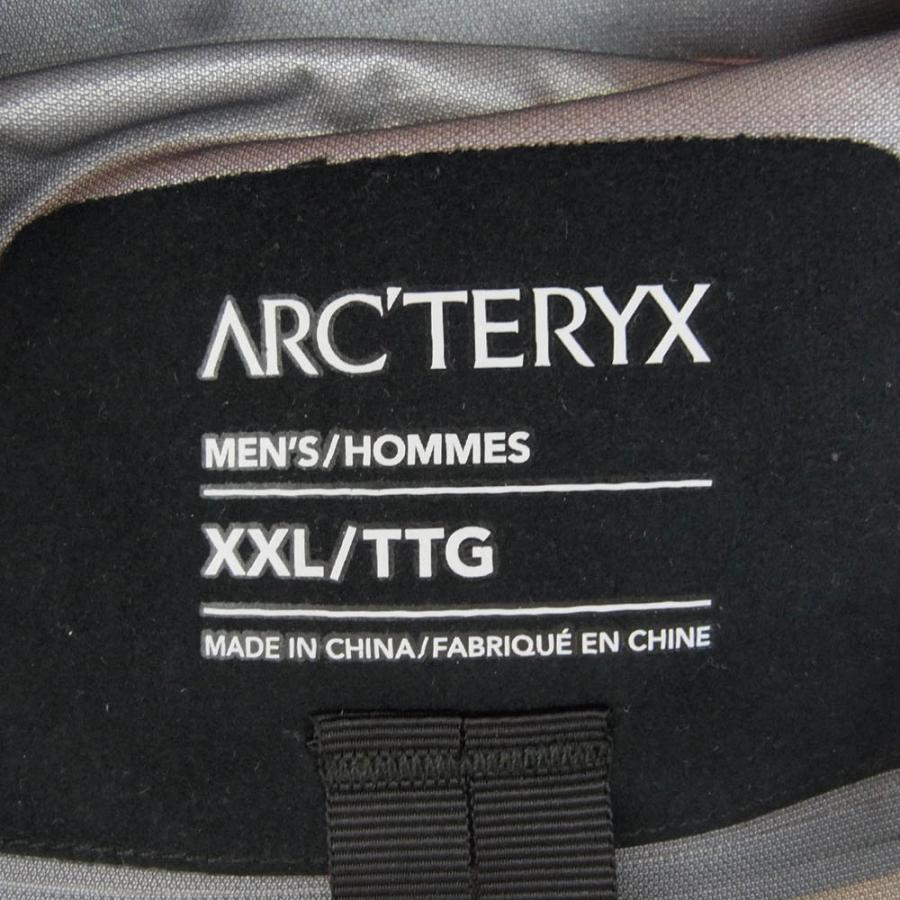 ARC'TERYX
MEN'S/HOMMES
XXL/TTG
MADE IN CHINA/FABRIQUÉ EN CHINE